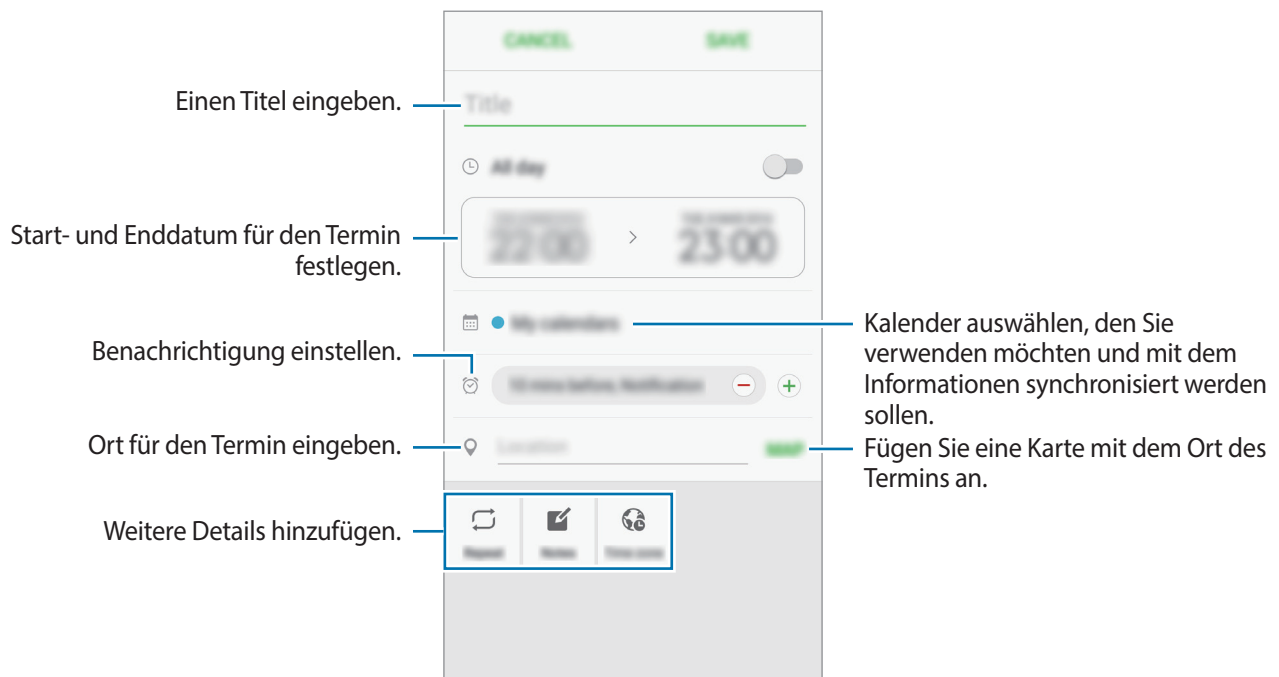 CANCEL
SAVE
Einen Titel eingeben.
Title
All day
Start- und Enddatum für den Termin
festlegen.
22 00
23 00
My calendars
Kalender auswählen, den Sie
verwenden möchten und mit dem
Informationen synchronisiert werden
sollen.
Benachrichtigung einstellen.
10 mins before, Notification
Ort für den Termin eingeben.
Location
MAP
Fügen Sie eine Karte mit dem Ort des
Termins an.
Weitere Details hinzufügen.
Repeat
Notes
Time zone